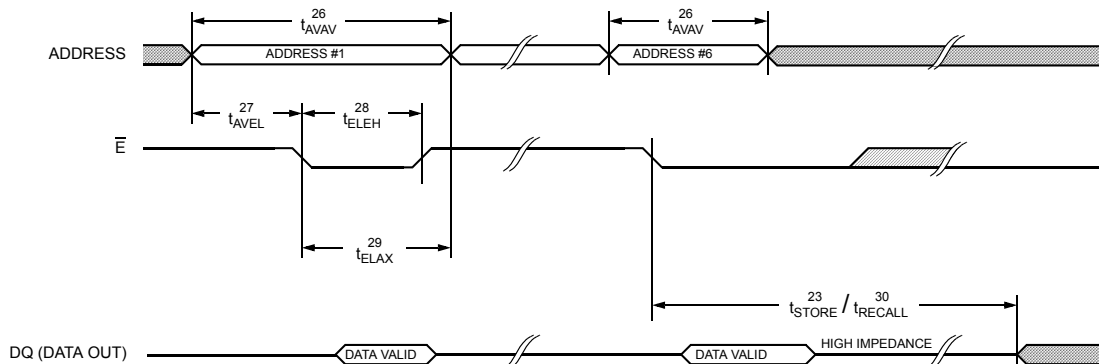 26
tAVAV
26
tAVAV
ADDRESS
ADDRESS #1
ADDRESS #6
27
tAVEL
28
tELEH
E
29
tELAX
23
tSTORE / 30
tRECALL
DQ (DATA OUT)
DATA VALID
DATA VALID
HIGH IMPEDANCE